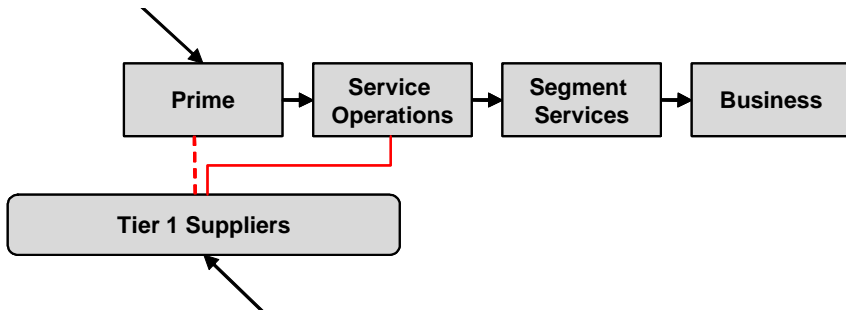 Prime
Service
Operations
Segment
Services
Business
Tier 1 Suppliers